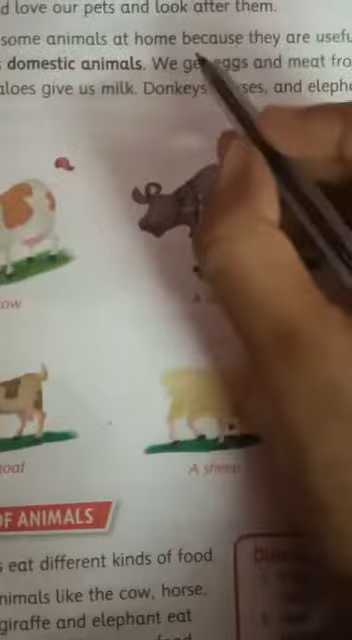 d love our pets and look after them.
some animals at home because they are usefu
domestic animals. We ge eggs and meat fro
aloes give us milk. Donkeys ses, and eleph
ow
A
oat
A sheep
OF ANIMALS
s eat different kinds of food
nimals like the cow, horse,
giraffe and elephant eat